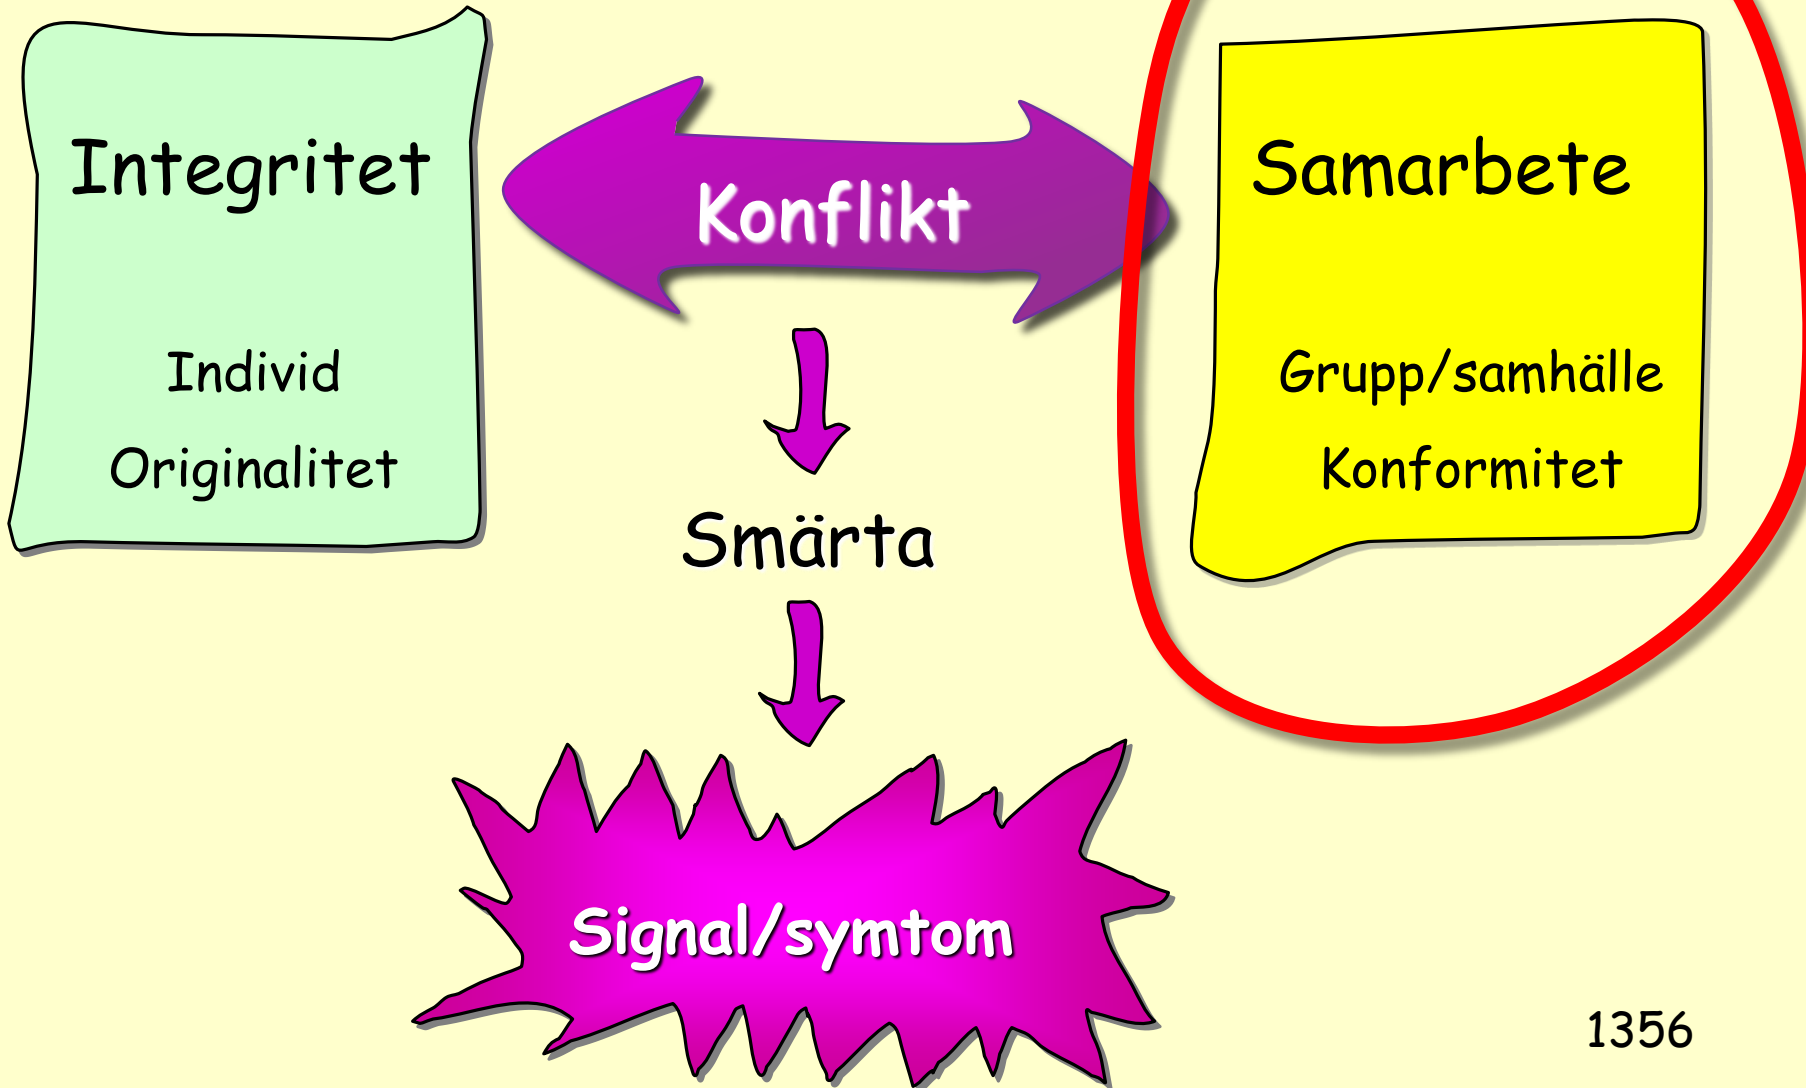 Integritet
Individ
Originalitet
Konflikt
Smärta
Signal/symtom
Samarbete
Grupp/samhälle
Konformitet
1356